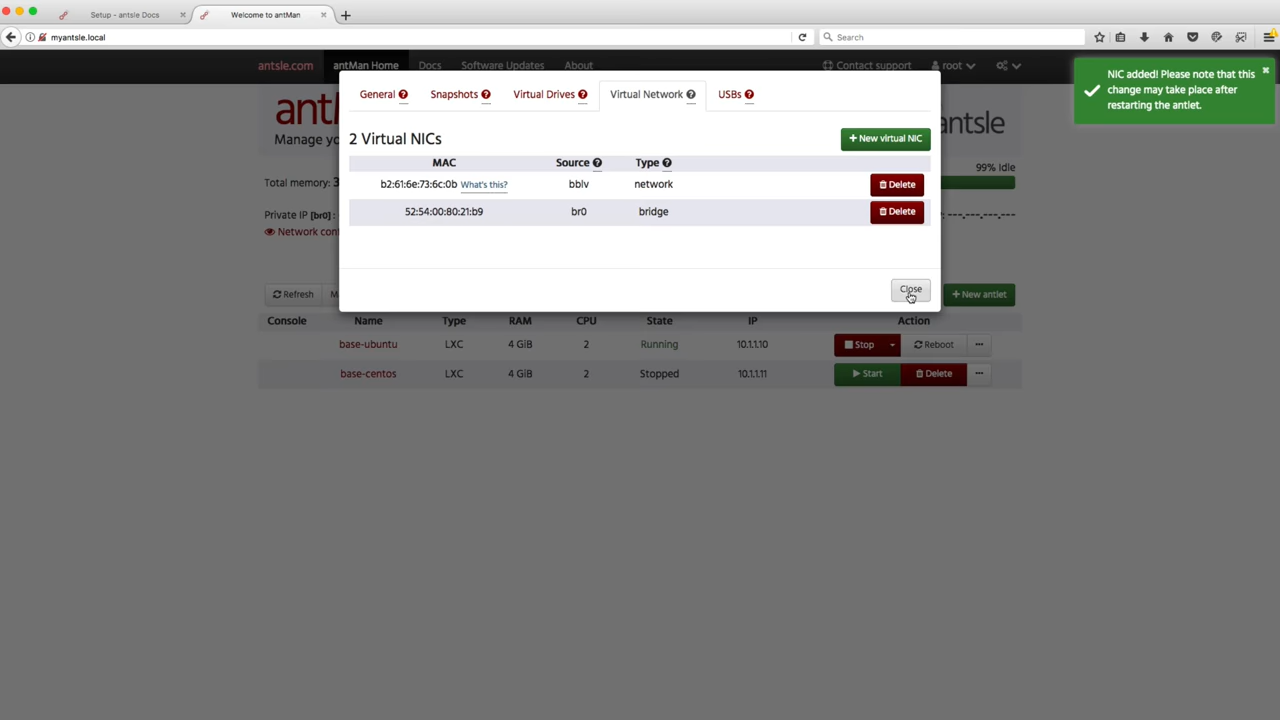 Setup - antsle Docs
Welcome to antMan
myantsle.local
Search
antsle.com
antMan Home
Docs
Software Updates
About
Contact support
root
NIC added! Please note that this
change may take place after
restarting the antlet.
ant
antsle
Manage yo
General
Snapshots
Virtual Drives
Virtual Network
USBs
2 Virtual NICs
New virtual NIC
MAC
Source
Type
b2:61:6e:73:6c:0b What's this?
bblv
network
Delete
52:54:00:80:21:b9
br0
bridge
Delete
Close
99% Idle
Total memory: 3
Private IP [br0] :
: ---.---.---.---
Network conf
Refresh
M
New antlet
Console
Name
Type
RAM
CPU
State
IP
Action
base-ubuntu
LXC
4 GiB
2
Running
10.1.1.10
Stop
Reboot
base-centos
LXC
4 GiB
2
Stopped
10.1.1.11
Start
Delete